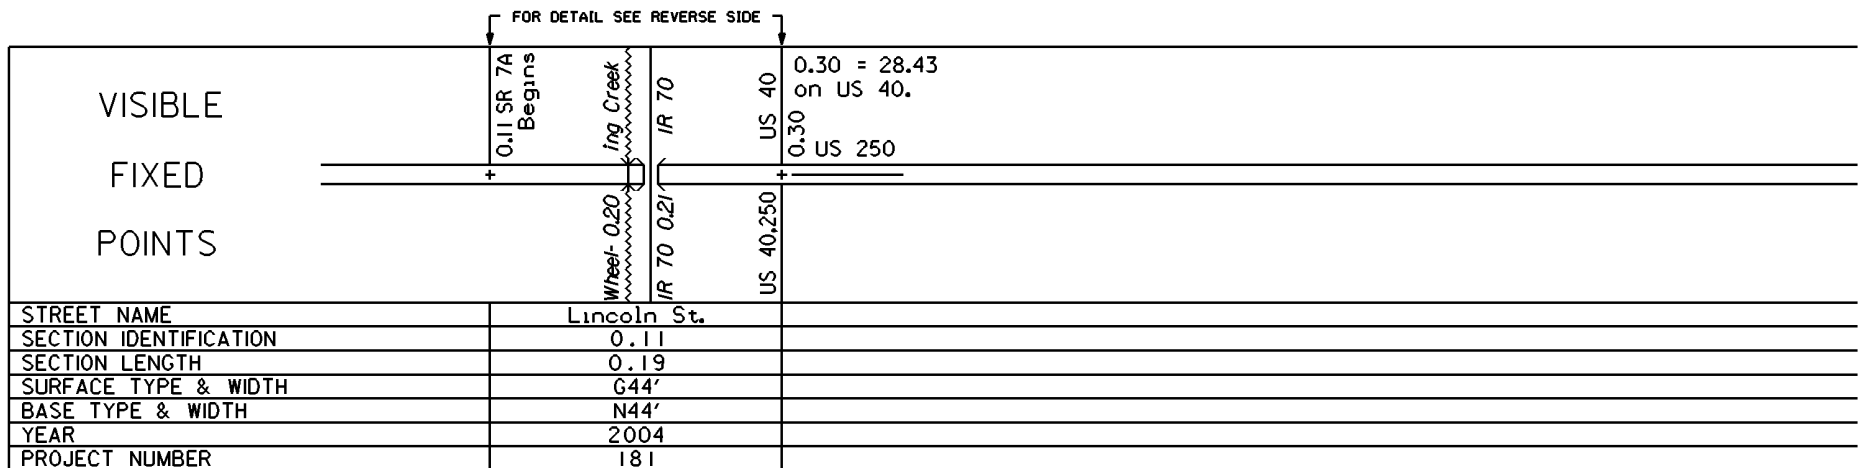 FOR DETAIL SEE REVERSE SIDE
VISIBLE
FIXED
POINTS
0.11 SR 7A
Begins
Wheel-
ing Creek
0.20
IR 70
IR 70 0.21
US 40
US 40,250
0.30 = 28.43
on US 40.
0.30
US 250
STREET NAME
Lincoln St.
SECTION IDENTIFICATION
0.11
SECTION LENGTH
0.19
SURFACE TYPE & WIDTH
G44'
BASE TYPE & WIDTH
N44'
YEAR
2004
PROJECT NUMBER
181